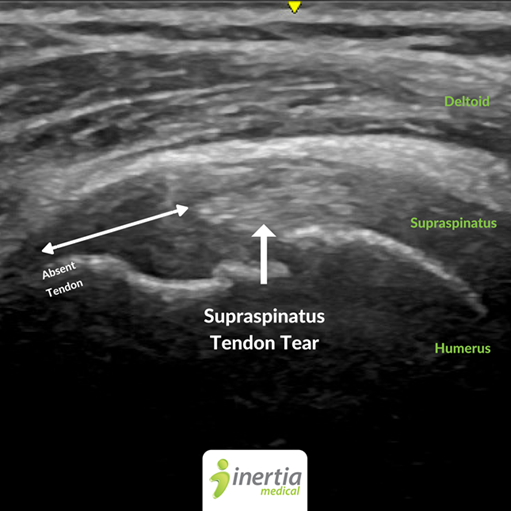 Deltoid
Supraspinatus
Absent
Tendon
Supraspinatus
Tendon Tear
Humerus
inertia
medical